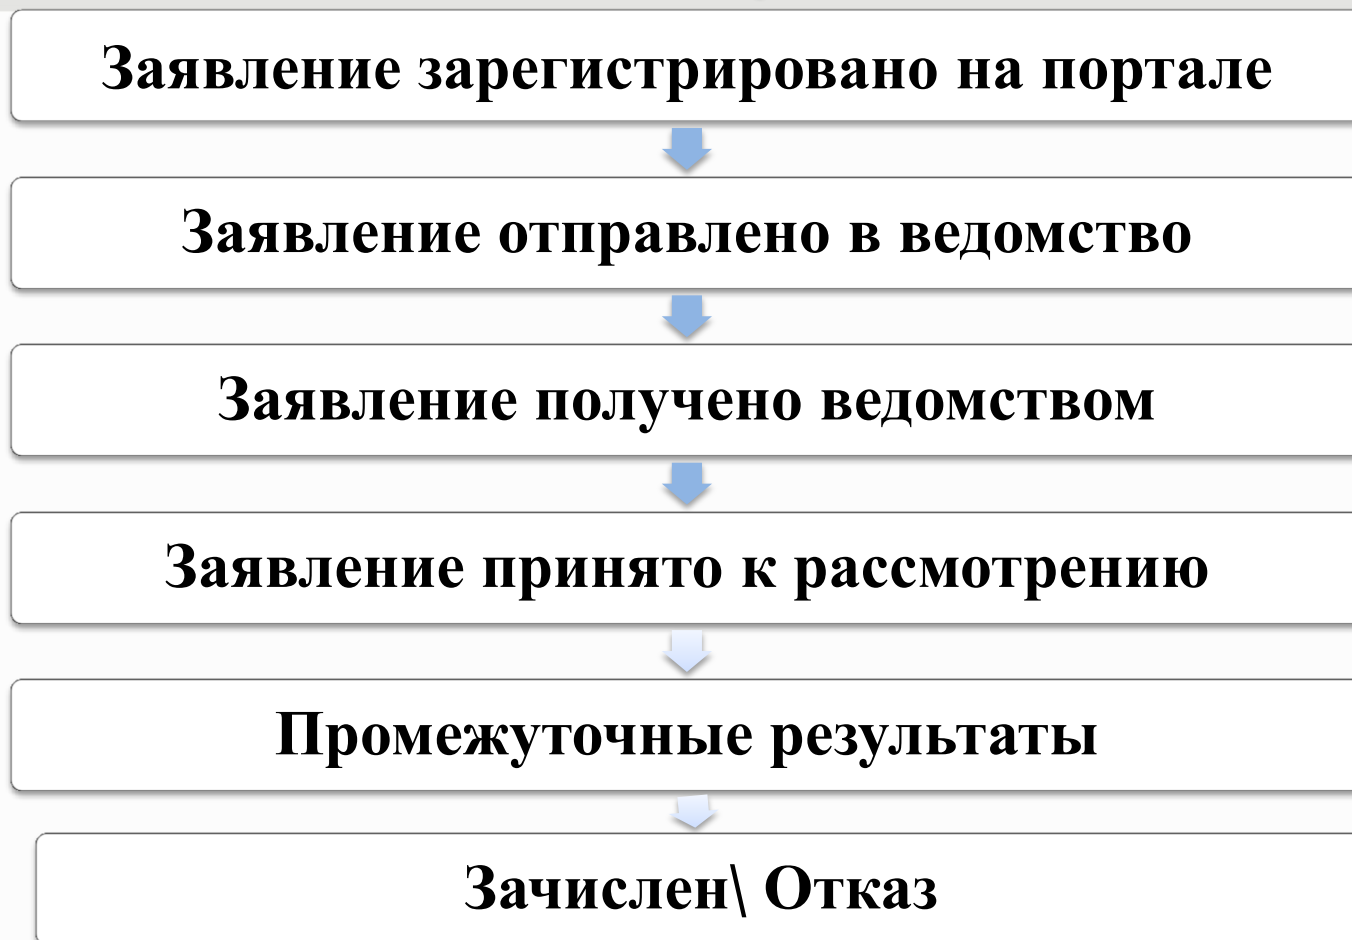 Заявление зарегистрировано на портале
Заявление отправлено в ведомство
Заявление получено ведомством
Заявление принято к рассмотрению
Промежуточные результаты
Зачислен\ Отказ